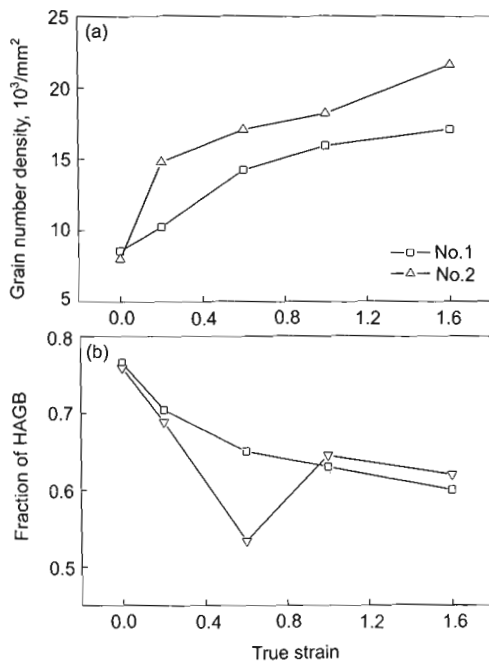 (a)
Grain number density, 10³/mm²
25
20
15
10
5
No.1
No.2
0.0 0.4 0.8 1.2 1.6
(b)
Fraction of HAGB
0.8
0.7
0.6
0.5
0.0 0.4 0.8 1.2 1.6
True strain